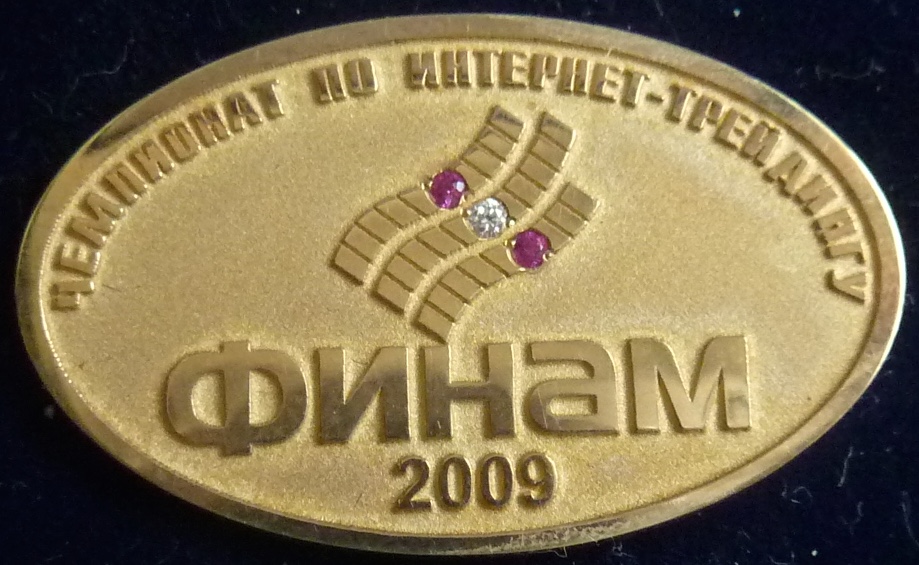 ЧЕМПИОНАТ ПО ИНТЕРНЕТ-ТРЕЙДИНГУ
ФИНАМ
2009